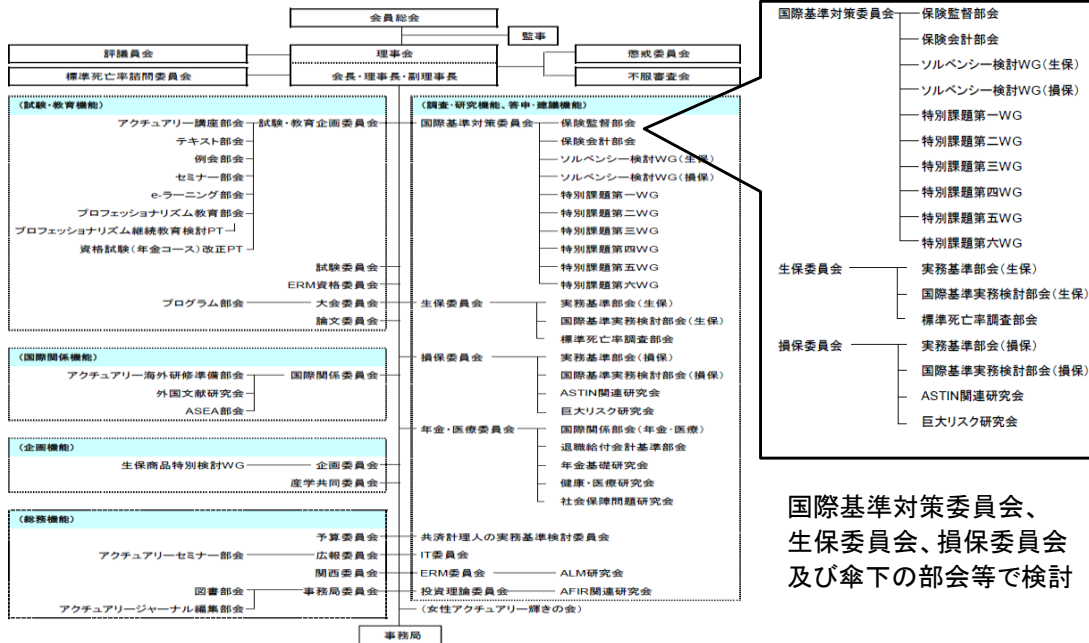 会員総会
監事
評議員会
理事会
懲戒委員会
標準死亡率諮問委員会
会長・理事長・副理事長
不服審査会
（試験・教育機能）
アクチュアリー講座部会
試験・教育企画委員会
テキスト部会
例会部会
セミナー部会
e-ラーニング部会
プロフェッショナリズム教育部会
プロフェッショナリズム継続教育検討PT
資格試験（年金コース）改正PT
試験委員会
ERM資格委員会
プログラム部会
大会委員会
論文委員会
（国際関係機能）
アクチュアリー海外研修準備部会
国際関係委員会
外国文献研究会
ASEA部会
（企画機能）
生保商品特別検討WG
企画委員会
産学共同委員会
（総務機能）
予算委員会
アクチュアリーセミナー部会
広報委員会
関西委員会
図書部会
事務局委員会
アクチュアリージャーナル編集部会
（調査・研究機能、答申・建議機能）
国際基準対策委員会
保険監督部会
保険会計部会
ソルベンシー検討WG（生保）
ソルベンシー検討WG（損保）
特別課題第一WG
特別課題第二WG
特別課題第三WG
特別課題第四WG
特別課題第五WG
特別課題第六WG
生保委員会
実務基準部会（生保）
国際基準実務検討部会（生保）
標準死亡率調査部会
損保委員会
実務基準部会（損保）
国際基準実務検討部会（損保）
ASTIN関連研究会
巨大リスク研究会
年金・医療委員会
国際関係部会（年金・医療）
退職給付会計基準部会
年金基礎研究会
健康・医療研究会
社会保障問題研究会
共済計理人の実務基準検討委員会
IT委員会
ERM委員会
ALM研究会
投資理論委員会
AFIR関連研究会
（女性アクチュアリー輝きの会）
事務局
国際基準対策委員会
保険監督部会
保険会計部会
ソルベンシー検討WG（生保）
ソルベンシー検討WG（損保）
特別課題第一WG
特別課題第二WG
特別課題第三WG
特別課題第四WG
特別課題第五WG
特別課題第六WG
生保委員会
実務基準部会（生保）
国際基準実務検討部会（生保）
標準死亡率調査部会
損保委員会
実務基準部会（損保）
国際基準実務検討部会（損保）
ASTIN関連研究会
巨大リスク研究会
国際基準対策委員会、
生保委員会、損保委員会
及び傘下の部会等で検討